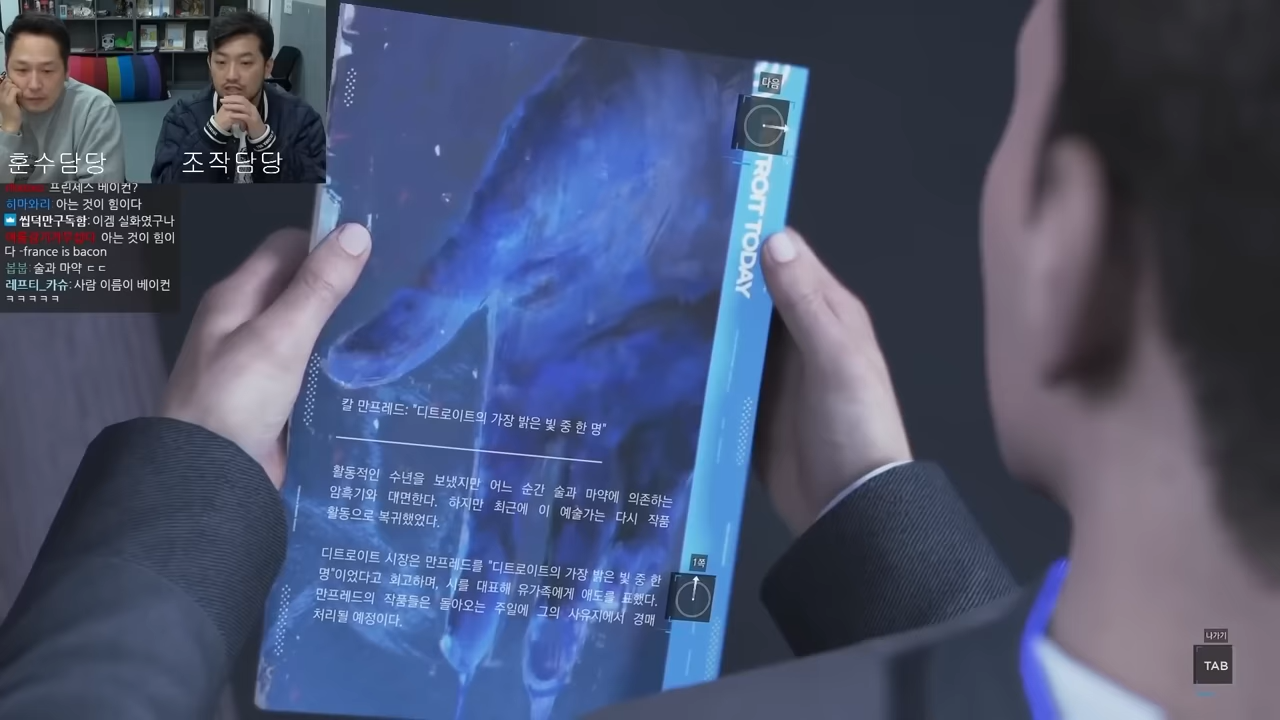 훈수담당
조작담당
프린세스 베이컨?
히마와리: 아는 것이 힘이다
씹덕만구독함: 이겜 실화였구나
아는 것이 힘이
다 -france is bacon
봅봅: 술과 마약 ㄷㄷ
레프티_카슈: 사람 이름이 베이컨
ㅋㅋㅋㅋㅋ
다음
ROIT TODAY
칼 만프레드: "디트로이트의 가장 밝은 빛 중 한 명"
활동적인 수년을 보냈지만 어느 순간 술과 마약에 의존하는
암흑기와 대면한다. 하지만 최근에 이 예술가는 다시 작품
활동으로 복귀했었다.
디트로이트 시장은 만프레드를 "디트로이트의 가장 밝은 빛 중 한
명"이었다고 회고하며, 시를 대표해 유가족에게 애도를 표했다.
만프레드의 작품들은 돌아오는 주일에 그의 사유지에서 경매
처리될 예정이다.
1쪽
나가기
TAB